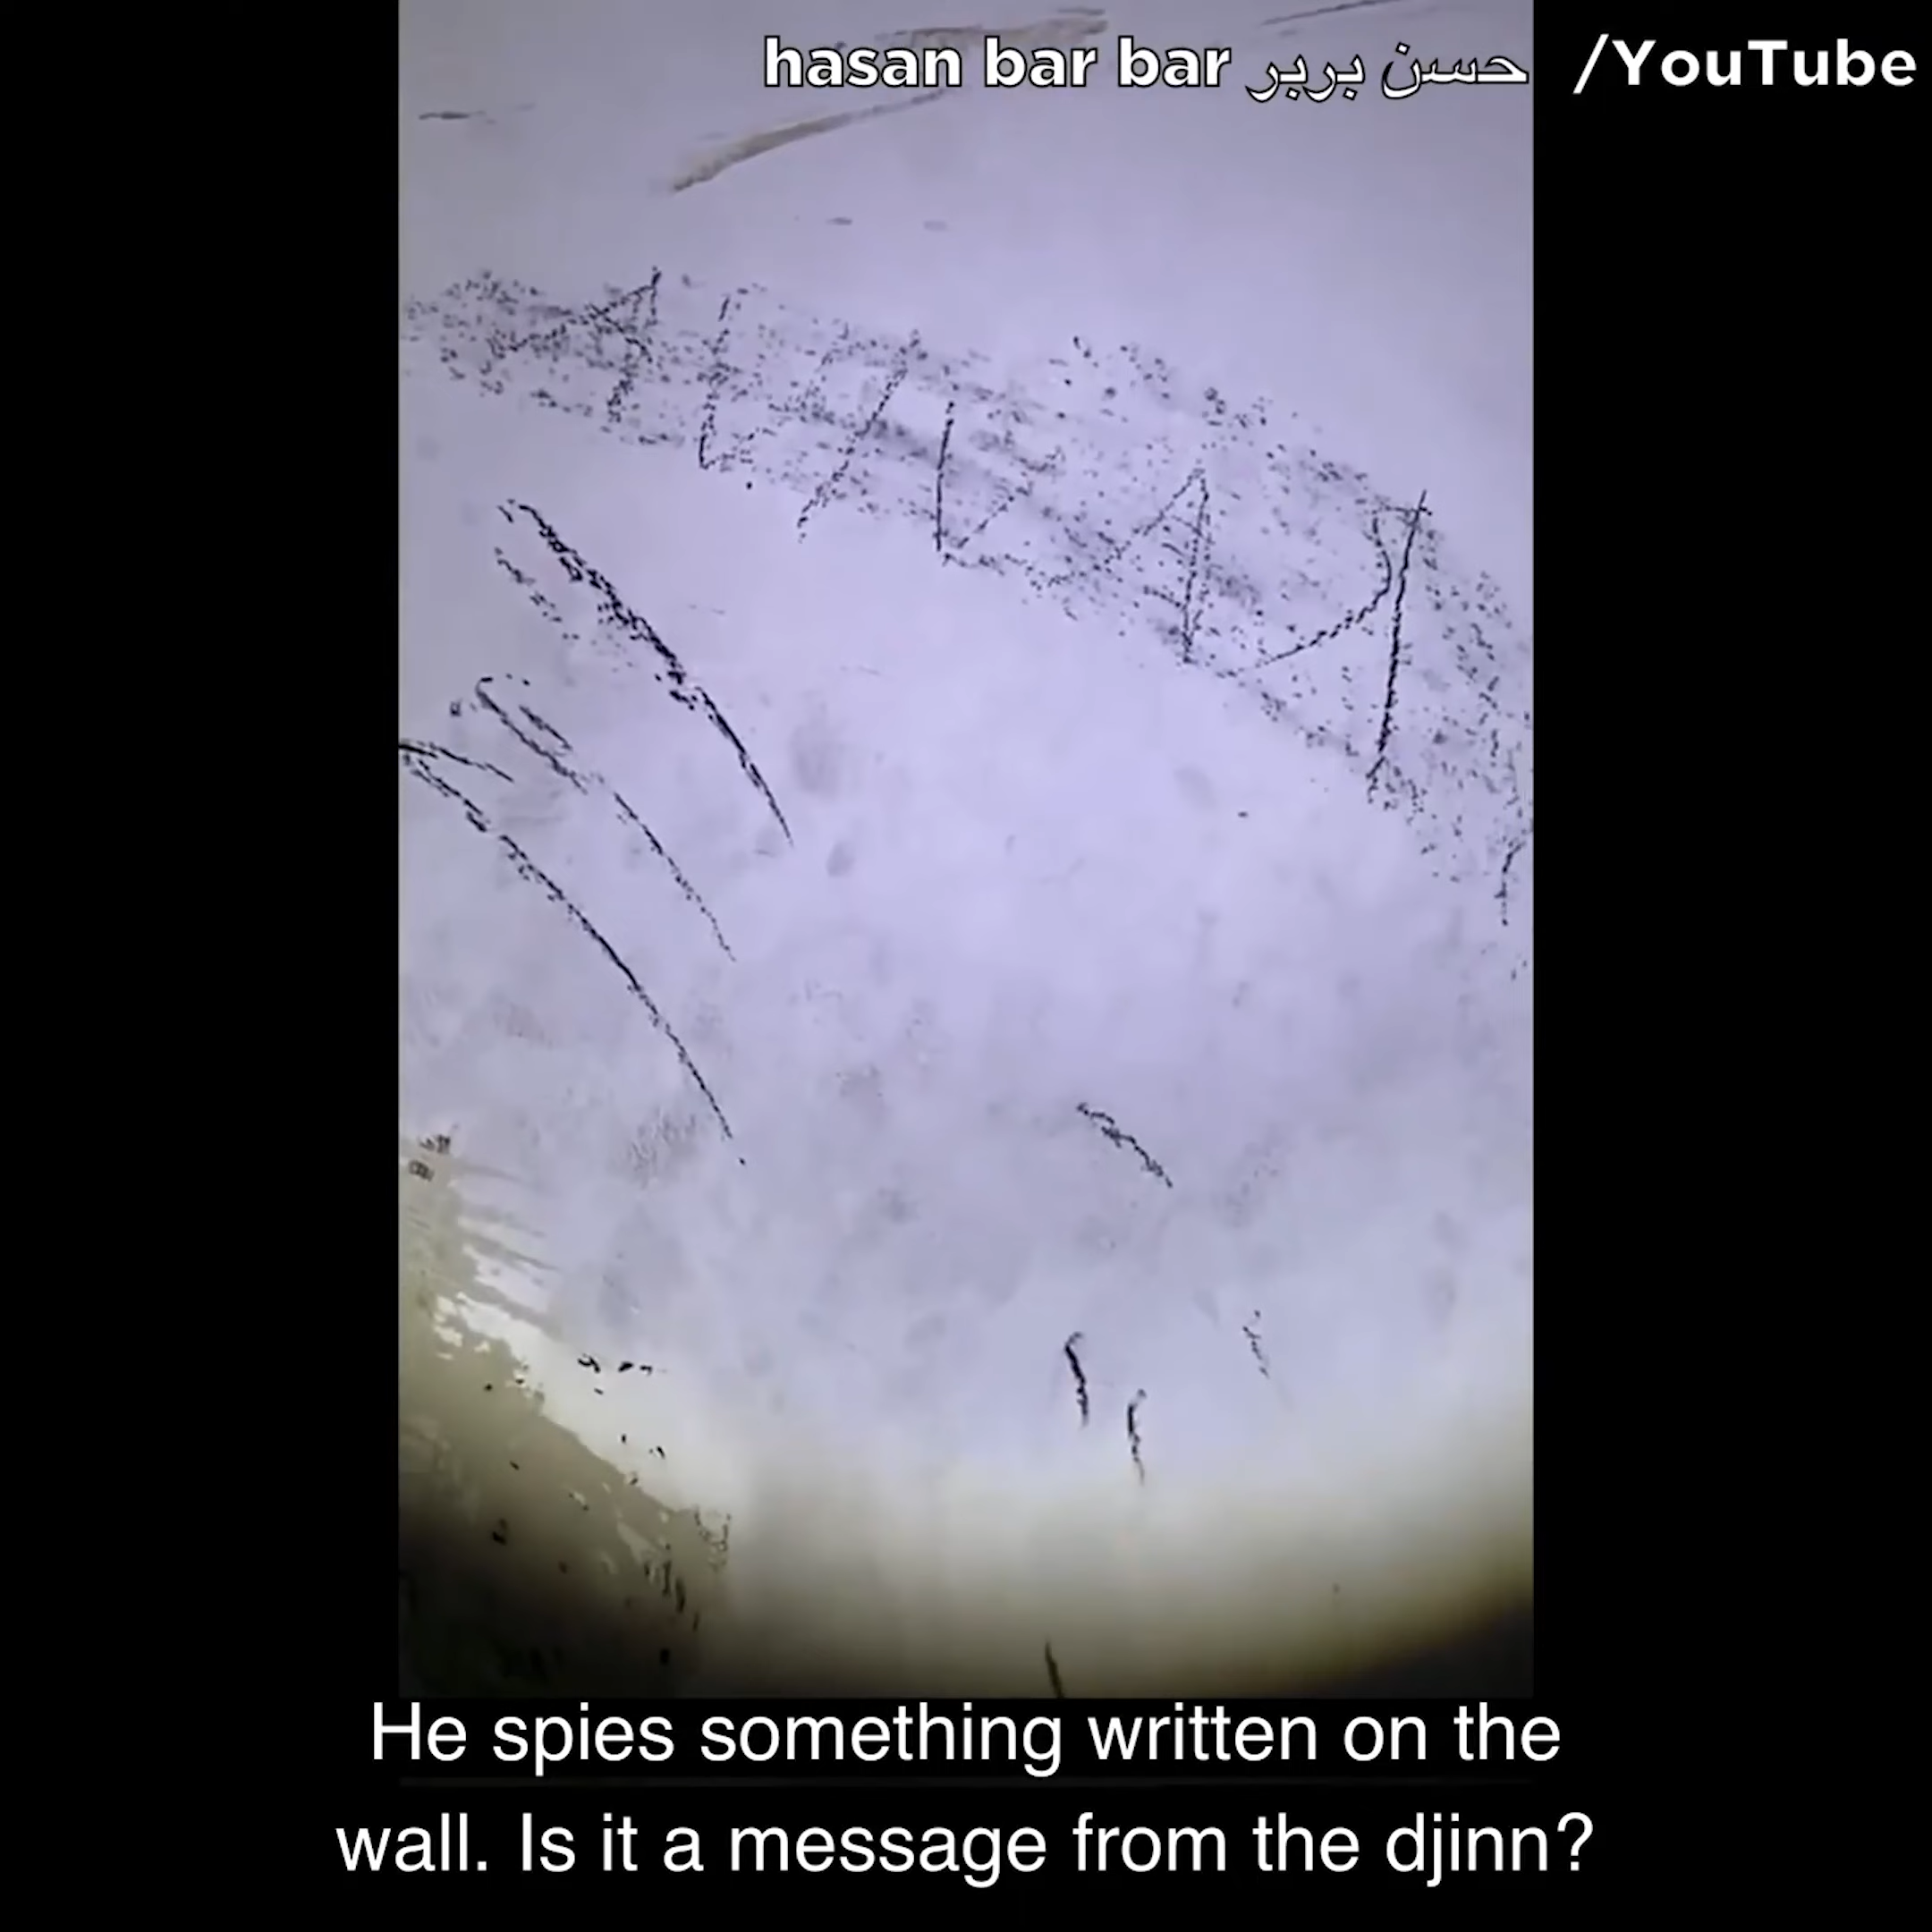 hasan bar bar حسن بربر /YouTube
He spies something written on the
wall. Is it a message from the djinn?